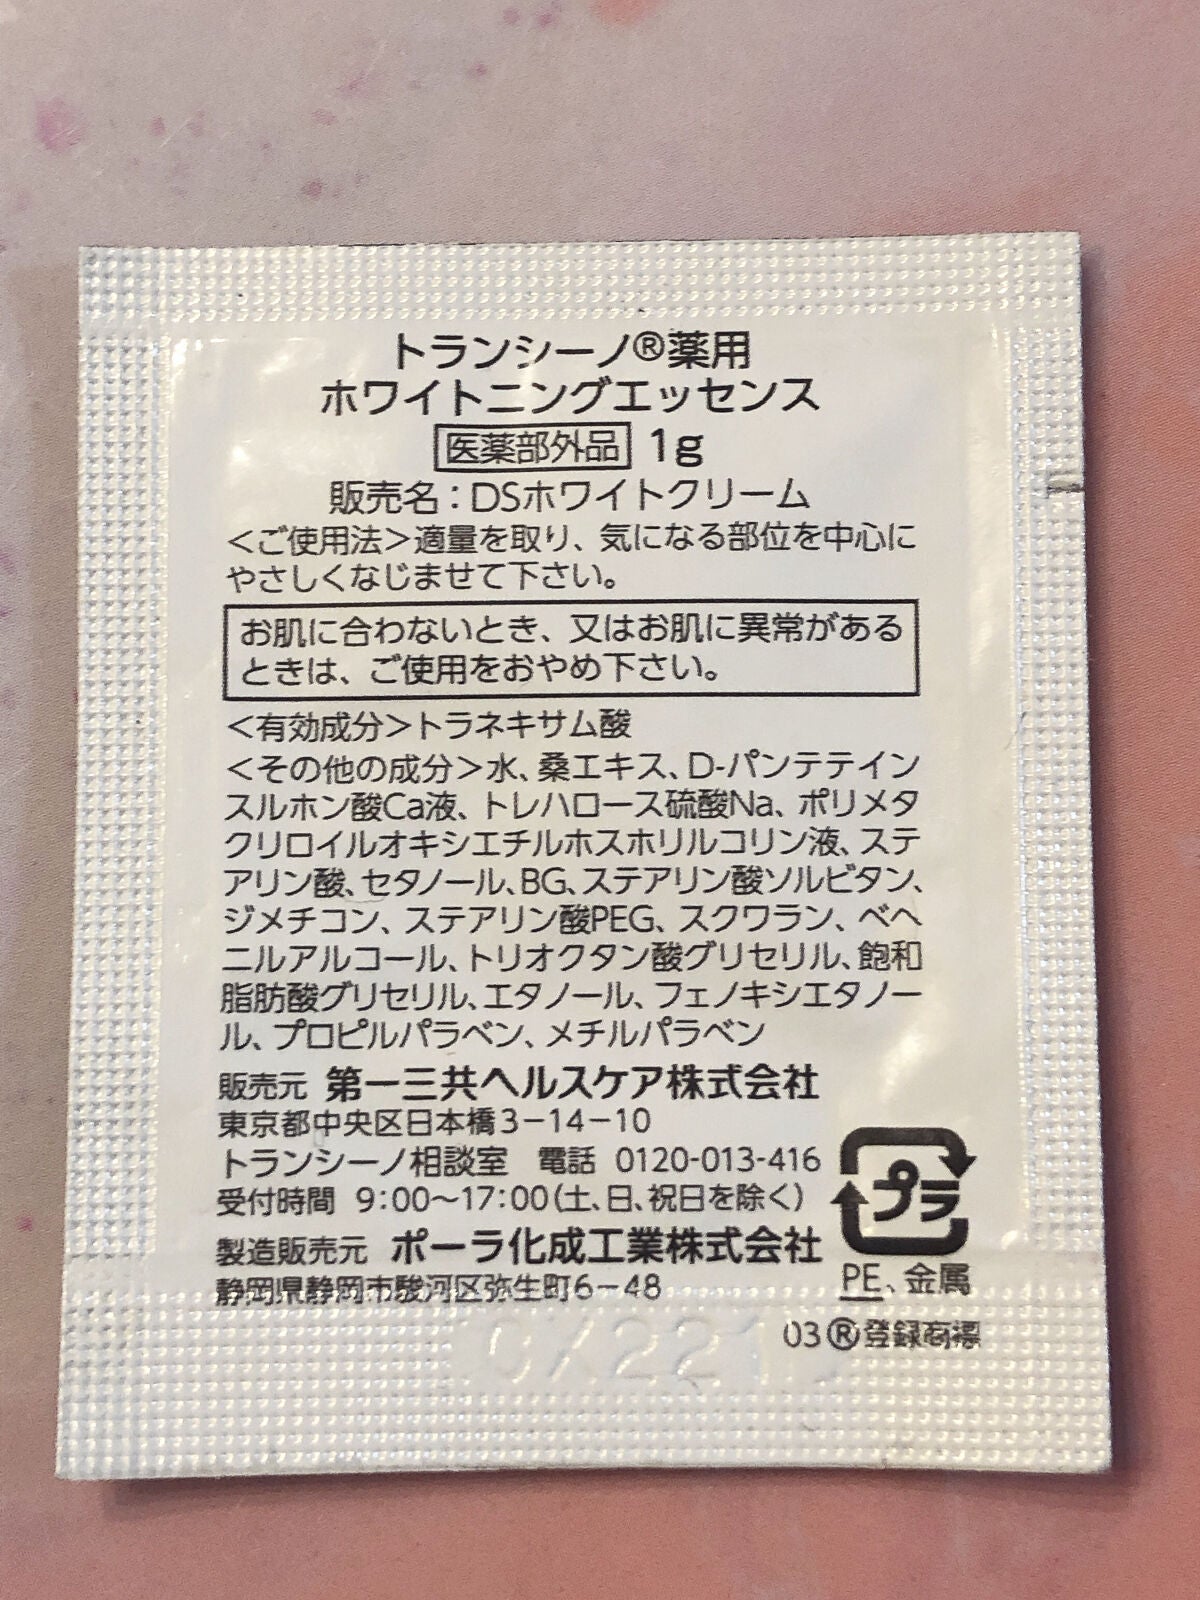 トランシーノ®薬用
ホワイトニングエッセンス
医薬部外品 1g
販売名：DSホワイトクリーム
＜ご使用法＞適量を取り、気になる部位を中心に
やさしくなじませて下さい。
お肌に合わないとき、又はお肌に異常がある
ときは、ご使用をおやめ下さい。
＜有効成分＞トラネキサム酸
＜その他の成分＞水、桑エキス、D-パンテテイン
スルホン酸Ca液、トレハロース硫酸Na、ポリメタ
クリロイルオキシエチルホスホリルコリン液、ステ
アリン酸、セタノール、BG、ステアリン酸ソルビタン、
ジメチコン、ステアリン酸PEG、スクワラン、ベヘ
ニルアルコール、トリオクタン酸グリセリル、飽和
脂肪酸グリセリル、エタノール、フェノキシエタノー
ル、プロピルパラベン、メチルパラベン
販売元 第一三共ヘルスケア株式会社
東京都中央区日本橋3－14－10
トランシーノ相談室 電話 0120-013-416
受付時間 9:00～17:00（土、日、祝日を除く）
製造販売元 ポーラ化成工業株式会社
静岡県静岡市駿河区弥生町6－48
プラ
PE、金属
03®登録商標